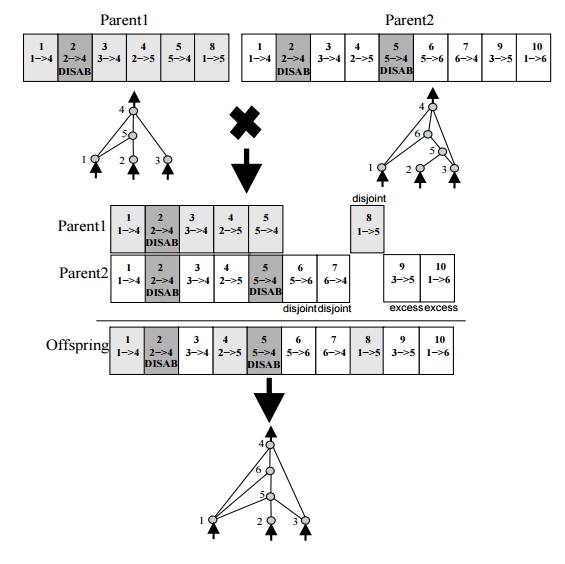 Parent1 Parent2
1 2 3 4 5 8 1 2 3 4 5 6 7 9 10
1->4 2->4 3->4 2->5 5->4 1->5 1->4 2->4 3->4 2->5 5->4 5->6 6->4 3->5 1->6
DISAB DISAB DISAB
4 4
5 6
5
1 2 3 1 2 3
disjoint
Parent1 1 2 3 4 5 8
1->4 2->4 3->4 2->5 5->4 1->5
DISAB
Parent2 1 2 3 4 5 6 7 9 10
1->4 2->4 3->4 2->5 5->4 5->6 6->4 3->5 1->6
DISAB DISAB
disjoint disjoint excess excess
Offspring 1 2 3 4 5 6 7 8 9 10
1->4 2->4 3->4 2->5 5->4 5->6 6->4 1->5 3->5 1->6
DISAB DISAB
4
6
5
1 2 3